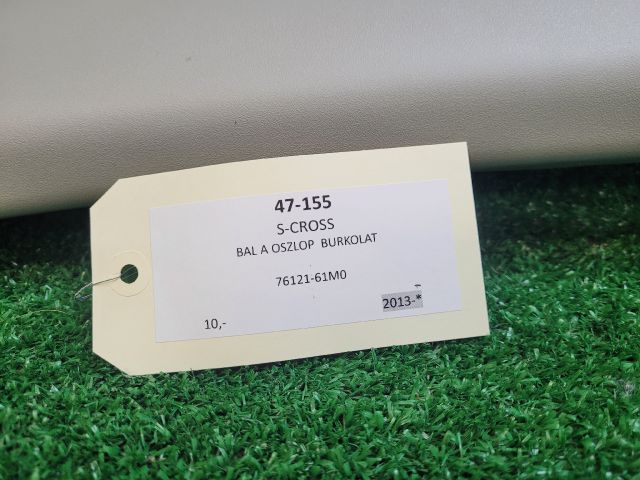 47-155
S-CROSS
BAL A OSZLOP BURKOLAT
76121-61M0
2013-*
10,-